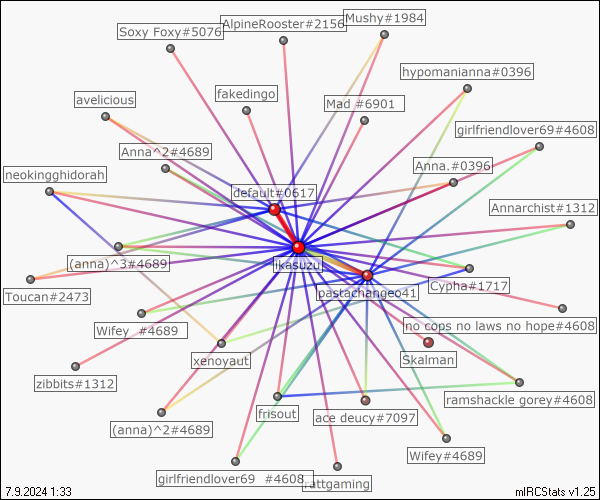 Mushy#1984
AlpineRooster#2156
Soxy Foxy#5076
hypomanianna#0396
fakedingo
avelicious
Mad #6901
girlfriendlover69#4608
Anna^2#4689
neokingghidorah
Anna.#0396
default#0617
Annarchist#1312
(anna)^3#4689
ikasuzu
Cypha#1717
pastachangeo41
Toucan#2473
no cops no laws no hope#4608
Wifey #4689
xenoyaut
Skalman
zibbits#1312
ramshackle gorey#4608
frisout
ace deucy#7097
(anna)^2#4689
Wifey#4689
girlfriendlover69 #4608
rattgaming
7.9.2024 1:33
mIRCStats v1.25